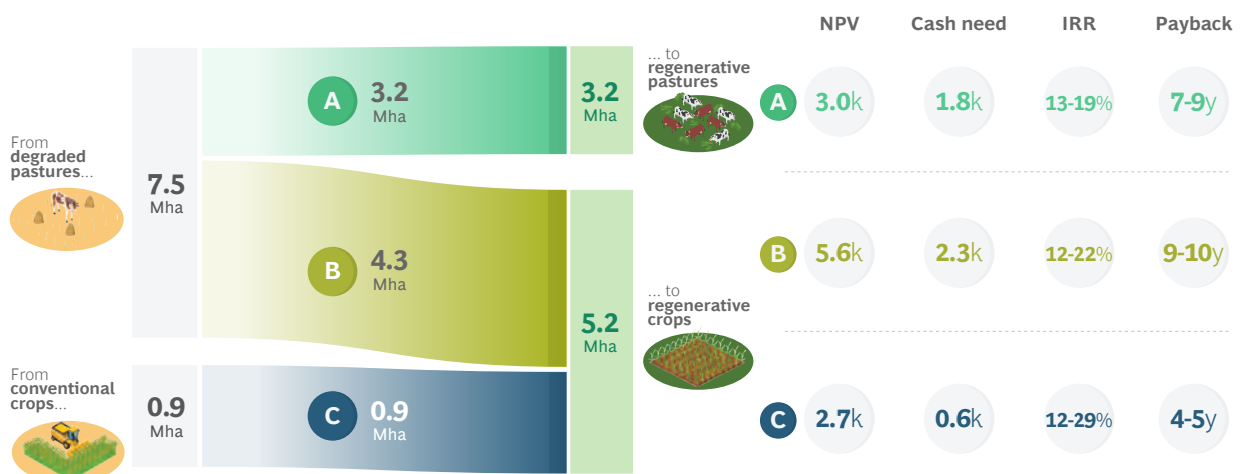 NPV Cash need IRR Payback
From
degraded
pastures...
7.5
Mha
A 3.2
Mha
3.2
Mha
... to
regenerative
pastures
A 3.0k 1.8k 13-19% 7-9y
B 4.3
Mha
5.2
Mha
... to
regenerative
crops
B 5.6k 2.3k 12-22% 9-10y
From
conventional
crops...
0.9
Mha
C 0.9
Mha
C 2.7k 0.6k 12-29% 4-5y